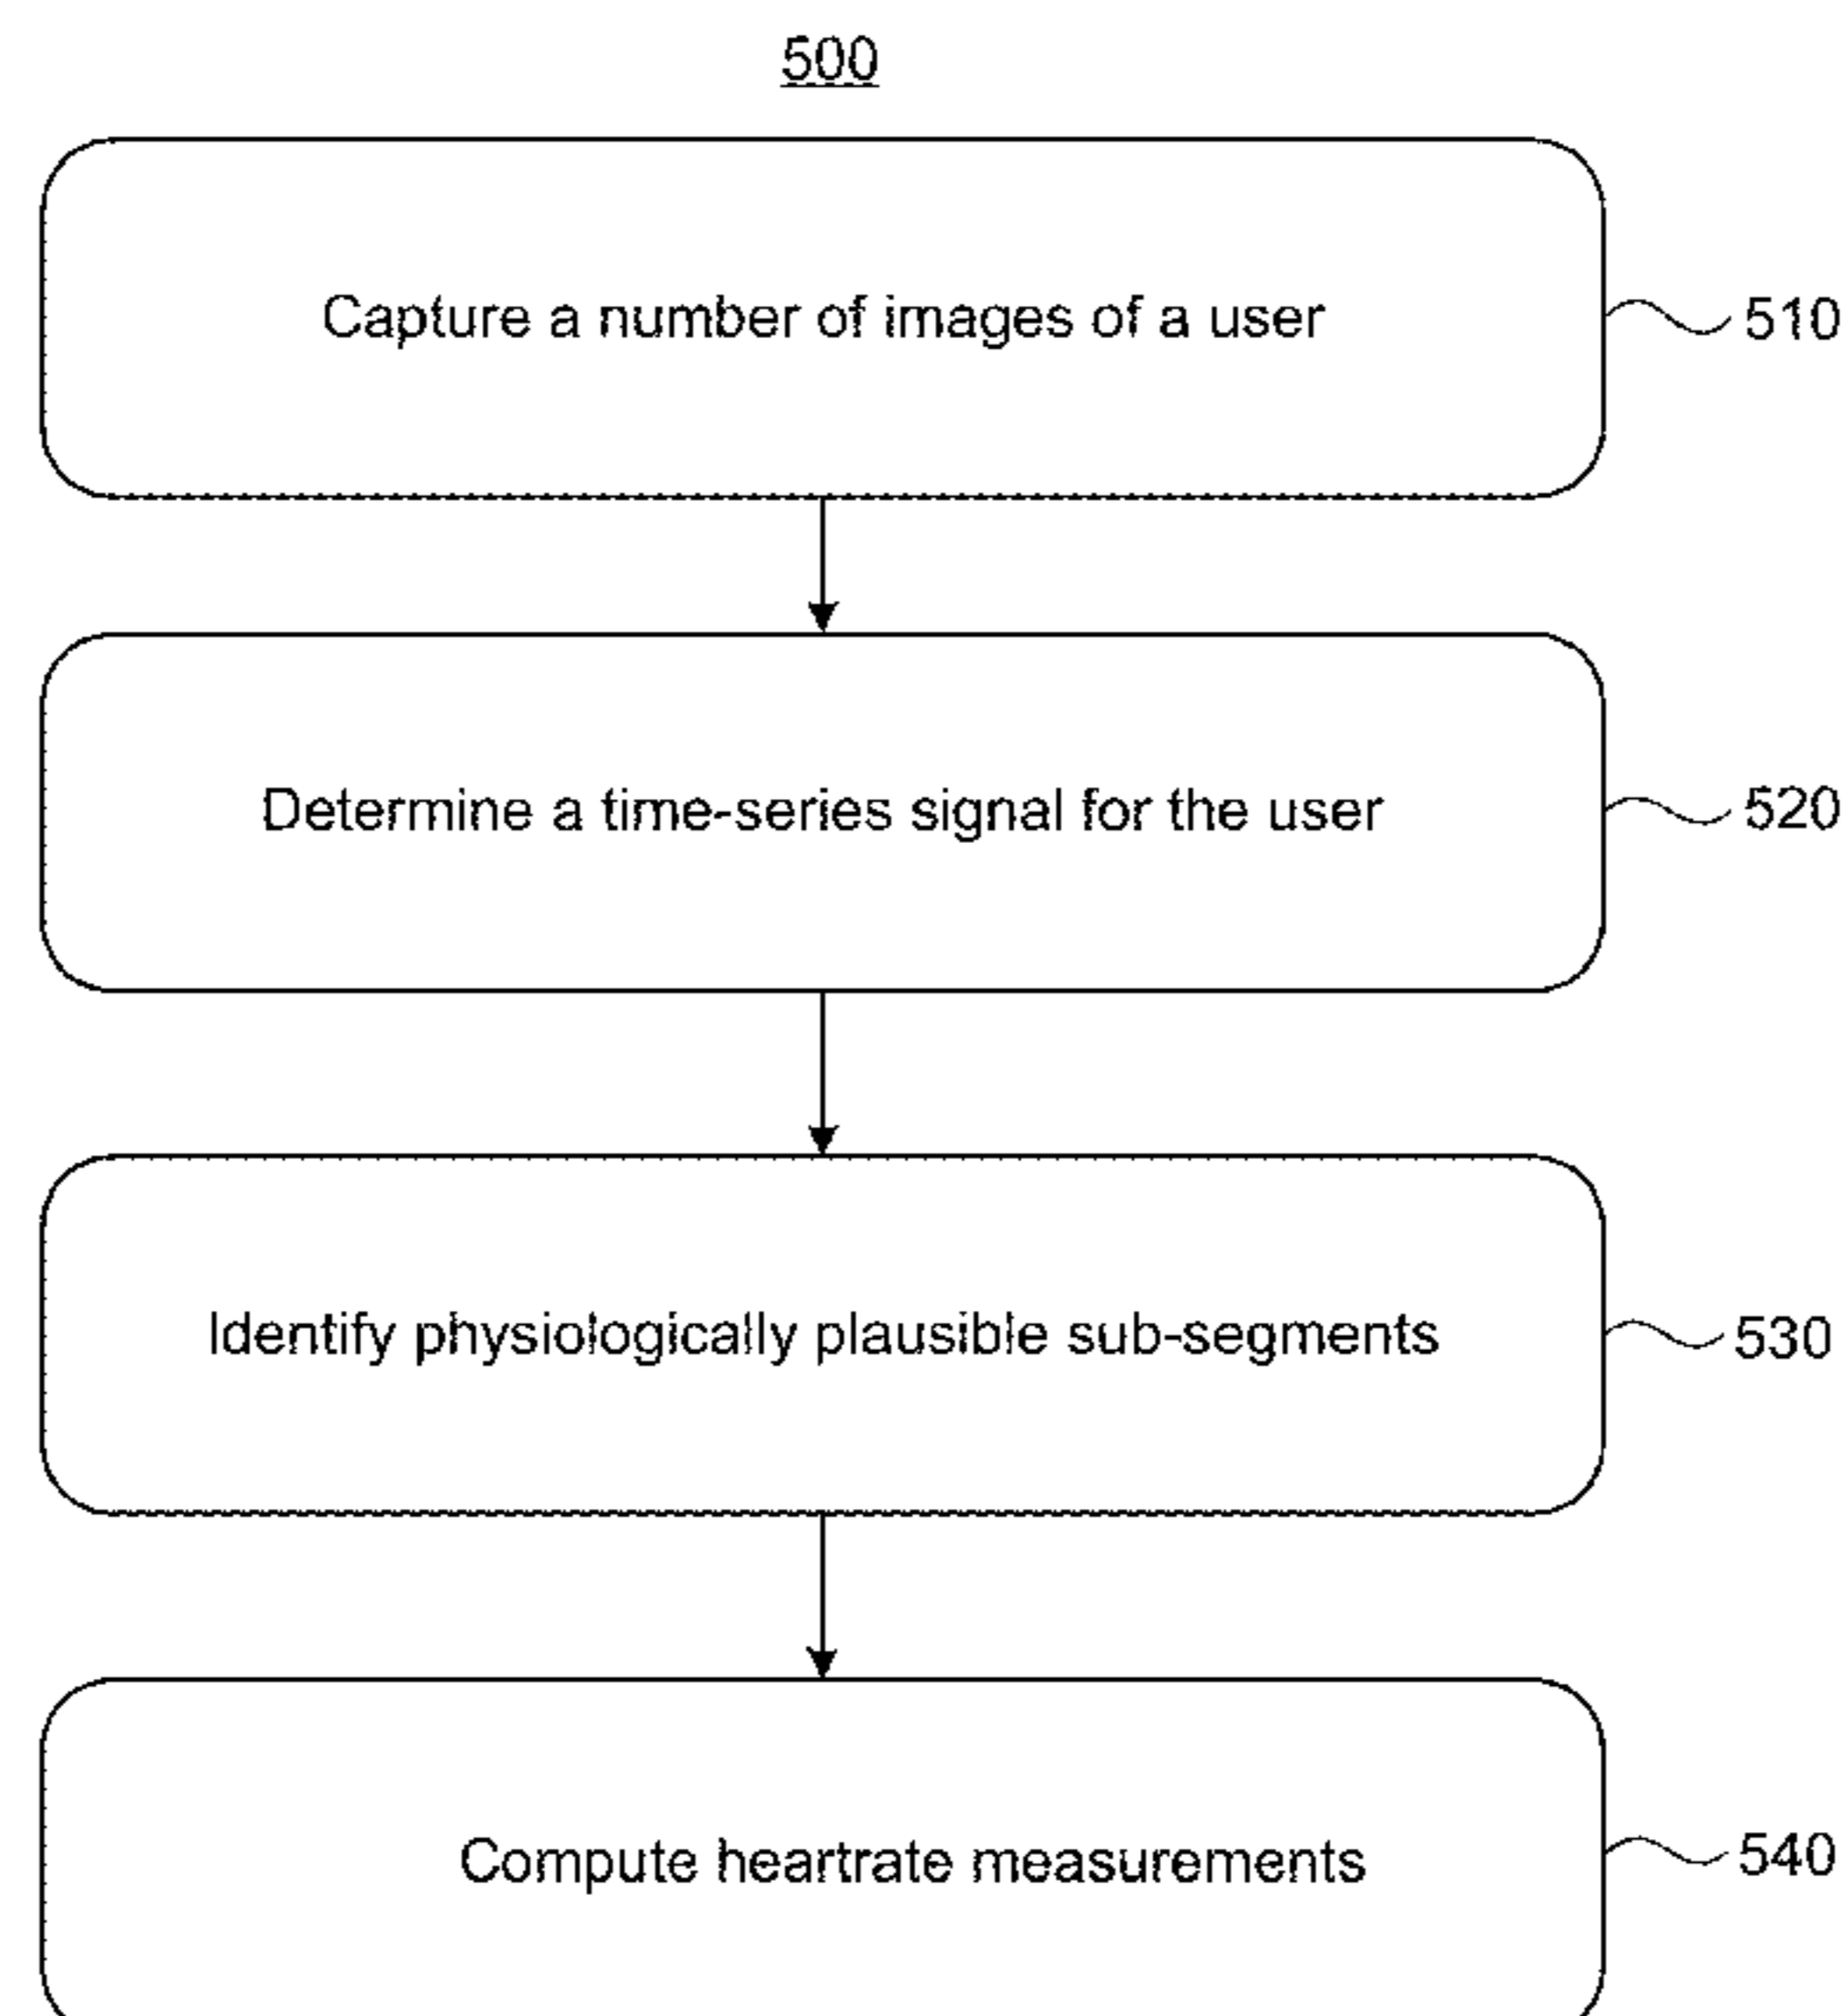 500
Capture a number of images of a user
510
Determine a time-series signal for the user
520
Identify physiologically plausible sub-segments
530
Compute heartrate measurements
540